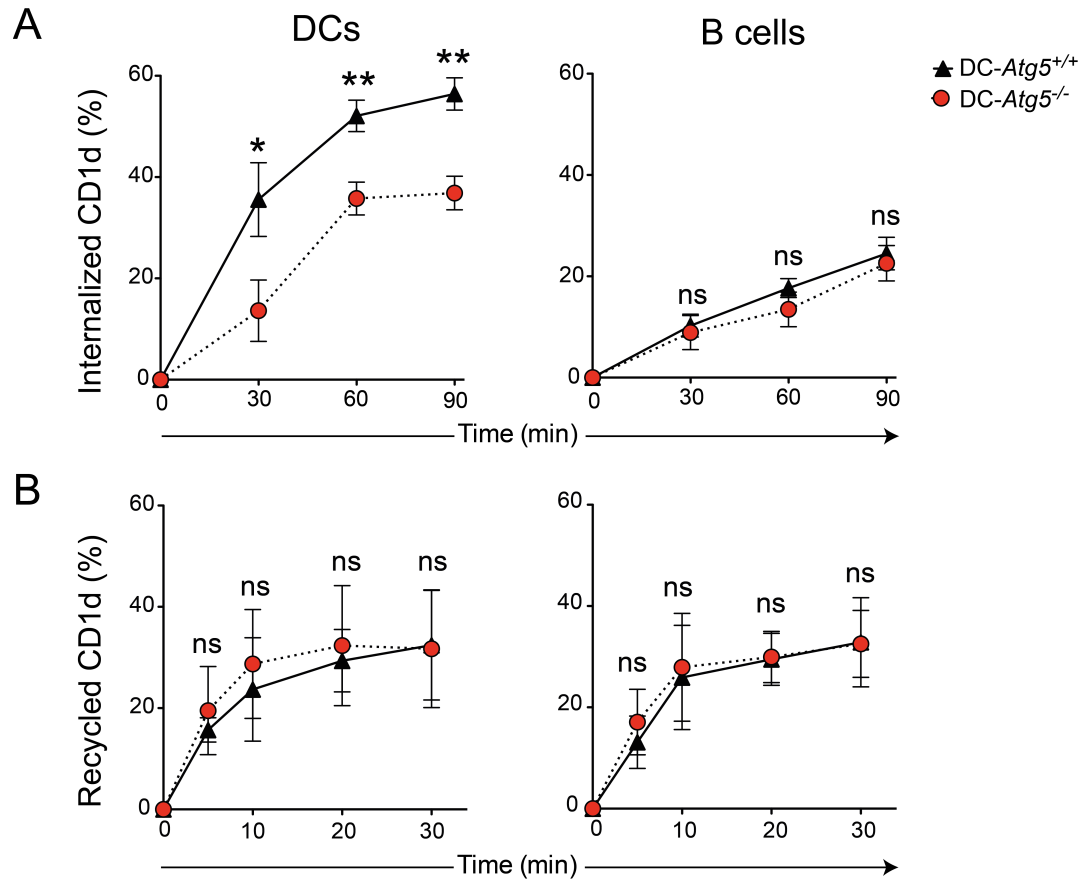 A
DCs
B cells
DC-Atg5+/+
DC-Atg5-/-
Internalized CD1d (%)
60
40
20
0
*
**
**
0 30 60 90
60
40
20
0
ns
ns
ns
0 30 60 90
Time (min)
B
Recycled CD1d (%)
60
40
20
0
ns
ns
ns
ns
0 10 20 30
60
40
20
0
ns
ns
ns
ns
0 10 20 30
Time (min)